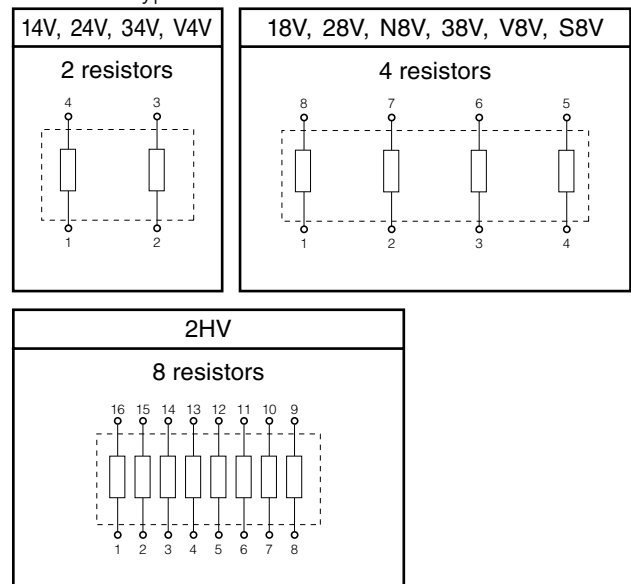 14V, 24V, 34V, V4V
2 resistors
4 3
1 2
18V, 28V, N8V, 38V, V8V, S8V
4 resistors
8 7 6 5
1 2 3 4
2HV
8 resistors
16 15 14 13 12 11 10 9
1 2 3 4 5 6 7 8